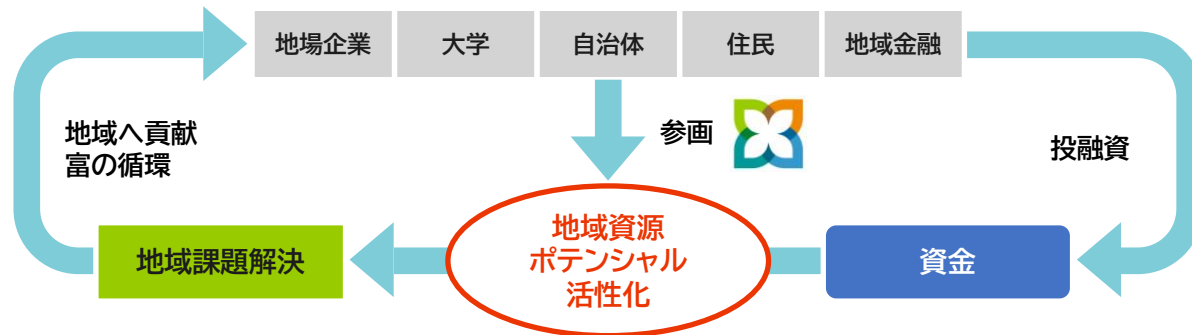 地場企業
大学
自治体
住民
地域金融
地域へ貢献
富の循環
参画
投融資
地域課題解決
地域資源
ポテンシャル
活性化
資金